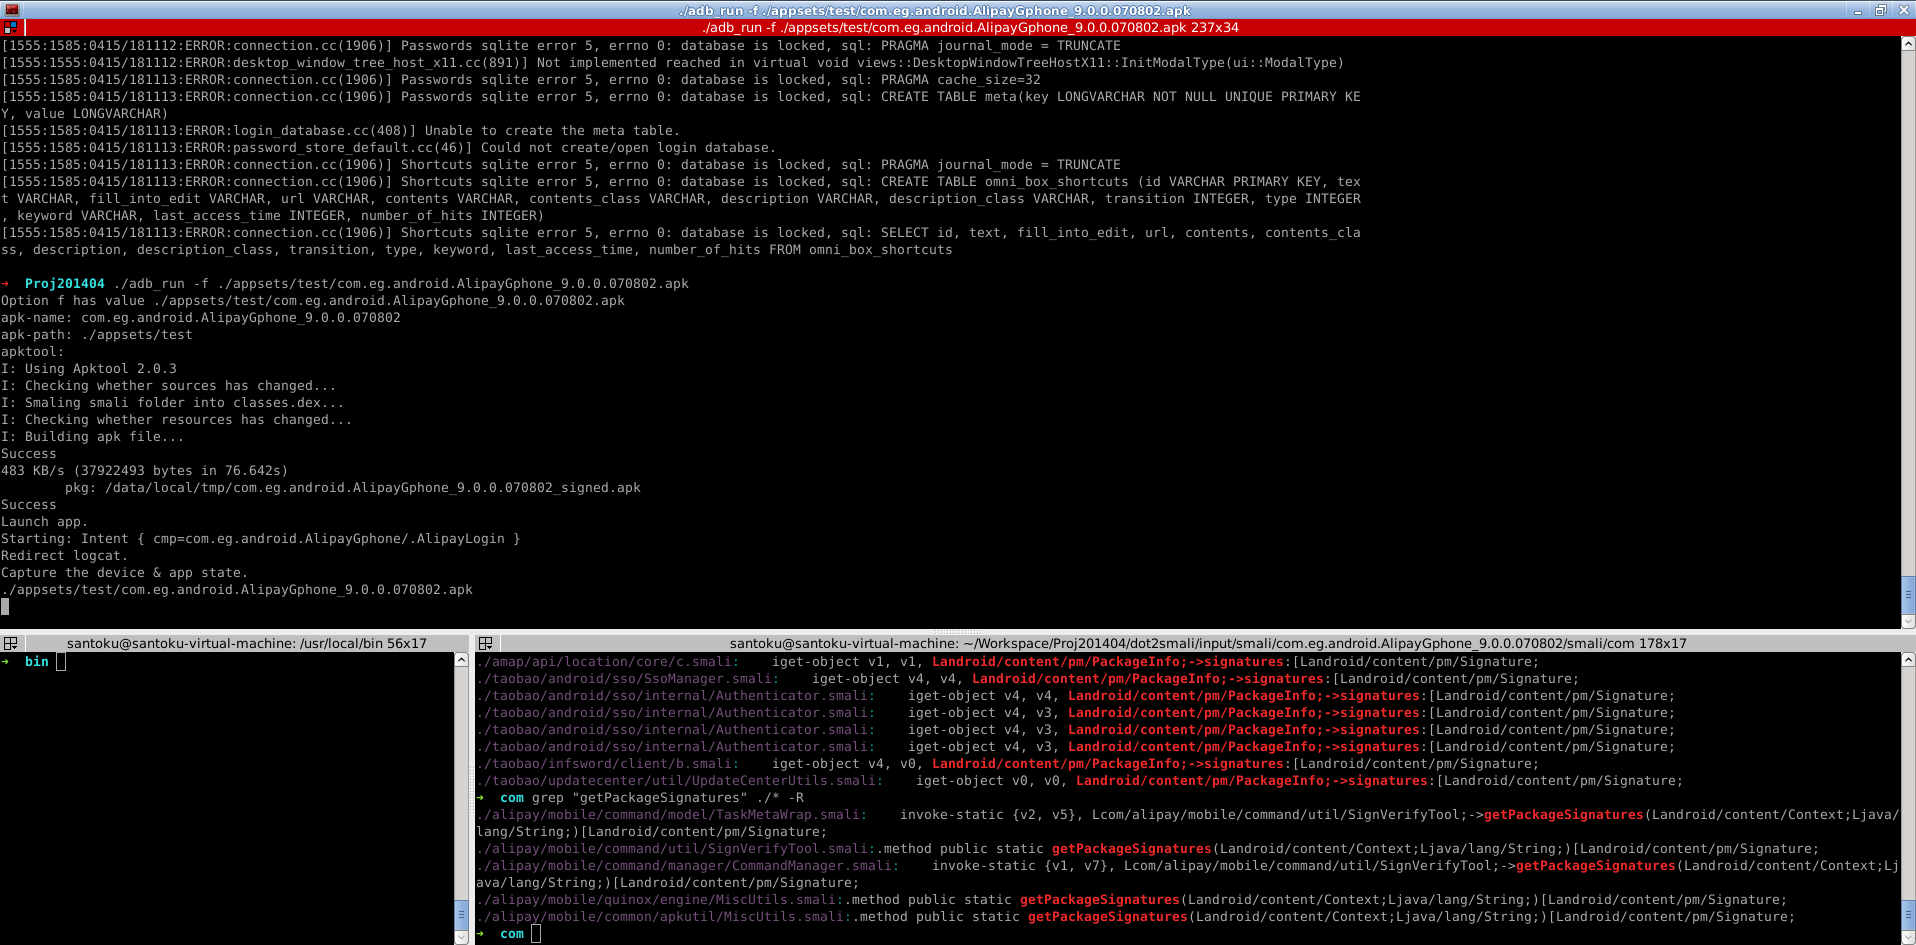 ./adb_run -f ./appsets/test/com.eg.android.AlipayGphone_9.0.0.070802.apk
./adb_run -f ./appsets/test/com.eg.android.AlipayGphone_9.0.0.070802.apk 237x34
[1555:1585:0415/181112:ERROR:connection.cc(1906)] Passwords sqlite error 5, errno 0: database is locked, sql: PRAGMA journal_mode = TRUNCATE
[1555:1555:0415/181112:ERROR:desktop_window_tree_host_x11.cc(891)] Not implemented reached in virtual void views::DesktopWindowTreeHostX11::InitModalType(ui::ModalType)
[1555:1585:0415/181113:ERROR:connection.cc(1906)] Passwords sqlite error 5, errno 0: database is locked, sql: PRAGMA cache_size=32
[1555:1585:0415/181113:ERROR:connection.cc(1906)] Passwords sqlite error 5, errno 0: database is locked, sql: CREATE TABLE meta(key LONGVARCHAR NOT NULL UNIQUE PRIMARY KE
Y, value LONGVARCHAR)
[1555:1585:0415/181113:ERROR:login_database.cc(408)] Unable to create the meta table.
[1555:1585:0415/181113:ERROR:password_store_default.cc(46)] Could not create/open login database.
[1555:1585:0415/181113:ERROR:connection.cc(1906)] Shortcuts sqlite error 5, errno 0: database is locked, sql: PRAGMA journal_mode = TRUNCATE
[1555:1585:0415/181113:ERROR:connection.cc(1906)] Shortcuts sqlite error 5, errno 0: database is locked, sql: CREATE TABLE omni_box_shortcuts (id VARCHAR PRIMARY KEY, tex
t VARCHAR, fill_into_edit VARCHAR, url VARCHAR, contents VARCHAR, contents_class VARCHAR, description VARCHAR, description_class VARCHAR, transition INTEGER, type INTEGER
, keyword VARCHAR, last_access_time INTEGER, number_of_hits INTEGER)
[1555:1585:0415/181113:ERROR:connection.cc(1906)] Shortcuts sqlite error 5, errno 0: database is locked, sql: SELECT id, text, fill_into_edit, url, contents, contents_cla
ss, description, description_class, transition, type, keyword, last_access_time, number_of_hits FROM omni_box_shortcuts
➜  Proj201404 ./adb_run -f ./appsets/test/com.eg.android.AlipayGphone_9.0.0.070802.apk
Option f has value ./appsets/test/com.eg.android.AlipayGphone_9.0.0.070802.apk
apk-name: com.eg.android.AlipayGphone_9.0.0.070802
apk-path: ./appsets/test
apktool:
I: Using Apktool 2.0.3
I: Checking whether sources has changed...
I: Smaling smali folder into classes.dex...
I: Checking whether resources has changed...
I: Building apk file...
Success
483 KB/s (37922493 bytes in 76.642s)
        pkg: /data/local/tmp/com.eg.android.AlipayGphone_9.0.0.070802_signed.apk
Success
Launch app.
Starting: Intent { cmp=com.eg.android.AlipayGphone/.AlipayLogin }
Redirect logcat.
Capture the device & app state.
./appsets/test/com.eg.android.AlipayGphone_9.0.0.070802.apk
santoku@santoku-virtual-machine: /usr/local/bin 56x17
➜  bin
santoku@santoku-virtual-machine: ~/Workspace/Proj201404/dot2smali/input/smali/com.eg.android.AlipayGphone_9.0.0.070802/smali/com 178x17
./amap/api/location/core/c.smali:    iget-object v1, v1, Landroid/content/pm/PackageInfo;->signatures:[Landroid/content/pm/Signature;
./taobao/android/sso/SsoManager.smali:    iget-object v4, v4, Landroid/content/pm/PackageInfo;->signatures:[Landroid/content/pm/Signature;
./taobao/android/sso/internal/Authenticator.smali:    iget-object v4, v4, Landroid/content/pm/PackageInfo;->signatures:[Landroid/content/pm/Signature;
./taobao/android/sso/internal/Authenticator.smali:    iget-object v4, v3, Landroid/content/pm/PackageInfo;->signatures:[Landroid/content/pm/Signature;
./taobao/android/sso/internal/Authenticator.smali:    iget-object v4, v3, Landroid/content/pm/PackageInfo;->signatures:[Landroid/content/pm/Signature;
./taobao/android/sso/internal/Authenticator.smali:    iget-object v4, v3, Landroid/content/pm/PackageInfo;->signatures:[Landroid/content/pm/Signature;
./taobao/infsword/client/b.smali:    iget-object v4, v0, Landroid/content/pm/PackageInfo;->signatures:[Landroid/content/pm/Signature;
./taobao/updatecenter/util/UpdateCenterUtils.smali:    iget-object v0, v0, Landroid/content/pm/PackageInfo;->signatures:[Landroid/content/pm/Signature;
➜  com grep "getPackageSignatures" ./* -R
./alipay/mobile/command/model/TaskMetaWrap.smali:    invoke-static {v2, v5}, Lcom/alipay/mobile/command/util/SignVerifyTool;->getPackageSignatures(Landroid/content/Context;Ljava/
lang/String;)[Landroid/content/pm/Signature;
./alipay/mobile/command/util/SignVerifyTool.smali:.method public static getPackageSignatures(Landroid/content/Context;Ljava/lang/String;)[Landroid/content/pm/Signature;
./alipay/mobile/command/manager/CommandManager.smali:    invoke-static {v1, v7}, Lcom/alipay/mobile/command/util/SignVerifyTool;->getPackageSignatures(Landroid/content/Context;Lj
ava/lang/String;)[Landroid/content/pm/Signature;
./alipay/mobile/quinox/engine/MiscUtils.smali:.method public static getPackageSignatures(Landroid/content/Context;Ljava/lang/String;)[Landroid/content/pm/Signature;
./alipay/mobile/common/apkutil/MiscUtils.smali:.method public static getPackageSignatures(Landroid/content/Context;Ljava/lang/String;)[Landroid/content/pm/Signature;
➜  com